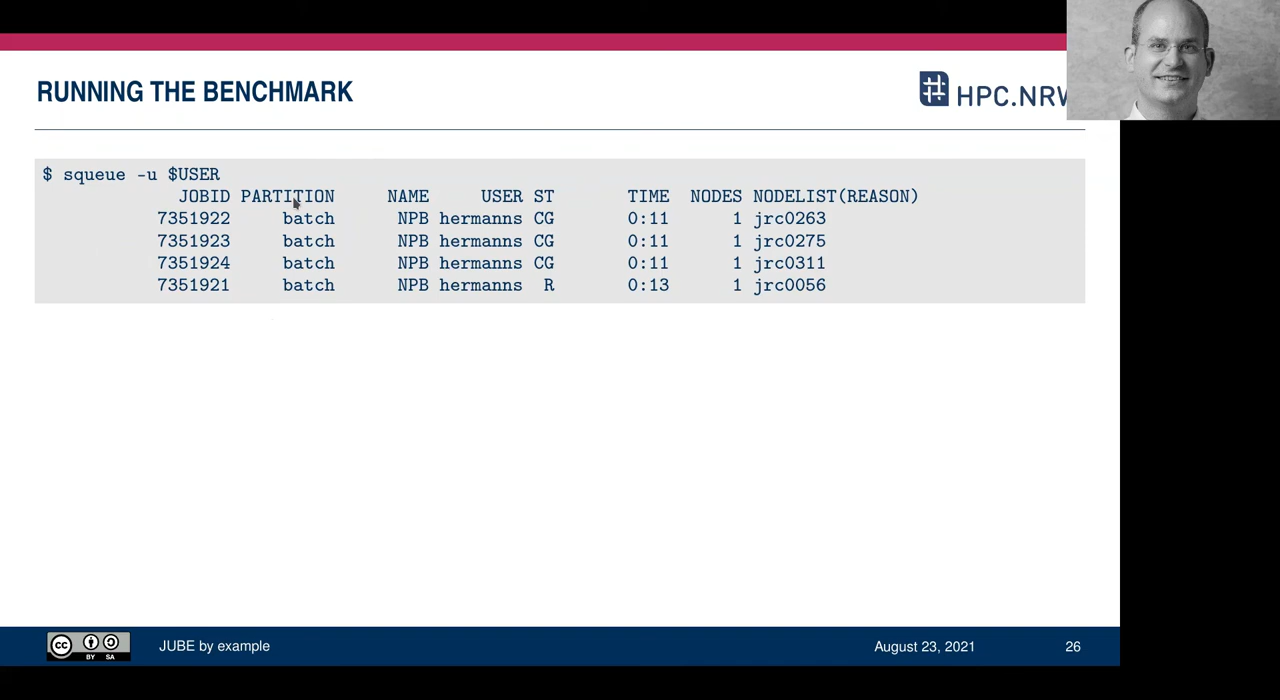 RUNNING THE BENCHMARK
HPC.NRW
$ squeue -u $USER
JOBID PARTITION NAME USER ST TIME NODES NODELIST(REASON)
7351922 batch NPB hermanns CG 0:11 1 jrc0263
7351923 batch NPB hermanns CG 0:11 1 jrc0275
7351924 batch NPB hermanns CG 0:11 1 jrc0311
7351921 batch NPB hermanns R 0:13 1 jrc0056
cc BY SA
JUBE by example
August 23, 2021
26